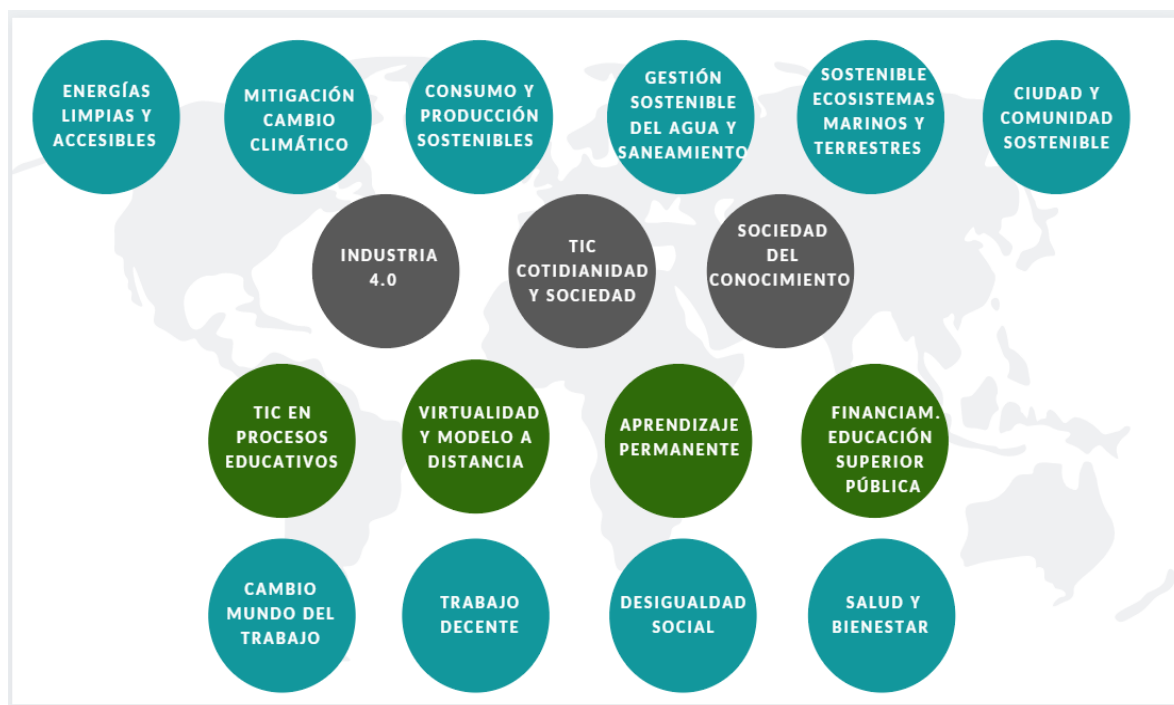 ENERGÍAS
LIMPIAS Y
ACCESIBLES
MITIGACIÓN
CAMBIO
CLIMÁTICO
CONSUMO Y
PRODUCCIÓN
SOSTENIBLES
GESTIÓN
SOSTENIBLE
DEL AGUA Y
SANEAMIENTO
SOSTENIBLE
ECOSISTEMAS
MARINOS Y
TERRESTRES
CIUDAD Y
COMUNIDAD
SOSTENIBLE
INDUSTRIA
4.0
TIC
COTIDIANIDAD
Y SOCIEDAD
SOCIEDAD
DEL
CONOCIMIENTO
TIC EN
PROCESOS
EDUCATIVOS
VIRTUALIDAD
Y MODELO A
DISTANCIA
APRENDIZAJE
PERMANENTE
FINANCIAM.
EDUCACIÓN
SUPERIOR
PÚBLICA
CAMBIO
MUNDO DEL
TRABAJO
TRABAJO
DECENTE
DESIGUALDAD
SOCIAL
SALUD Y
BIENESTAR